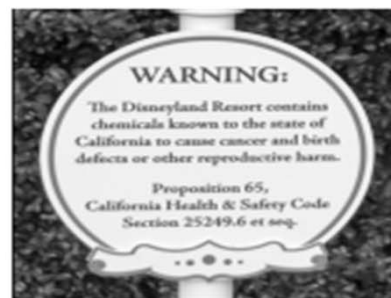 WARNING:
The Disneyland Resort contains
chemicals known to the state of
California to cause cancer and birth
defects or other reproductive harm.
Proposition 65,
California Health & Safety Code
Section 25249.6 et seq.